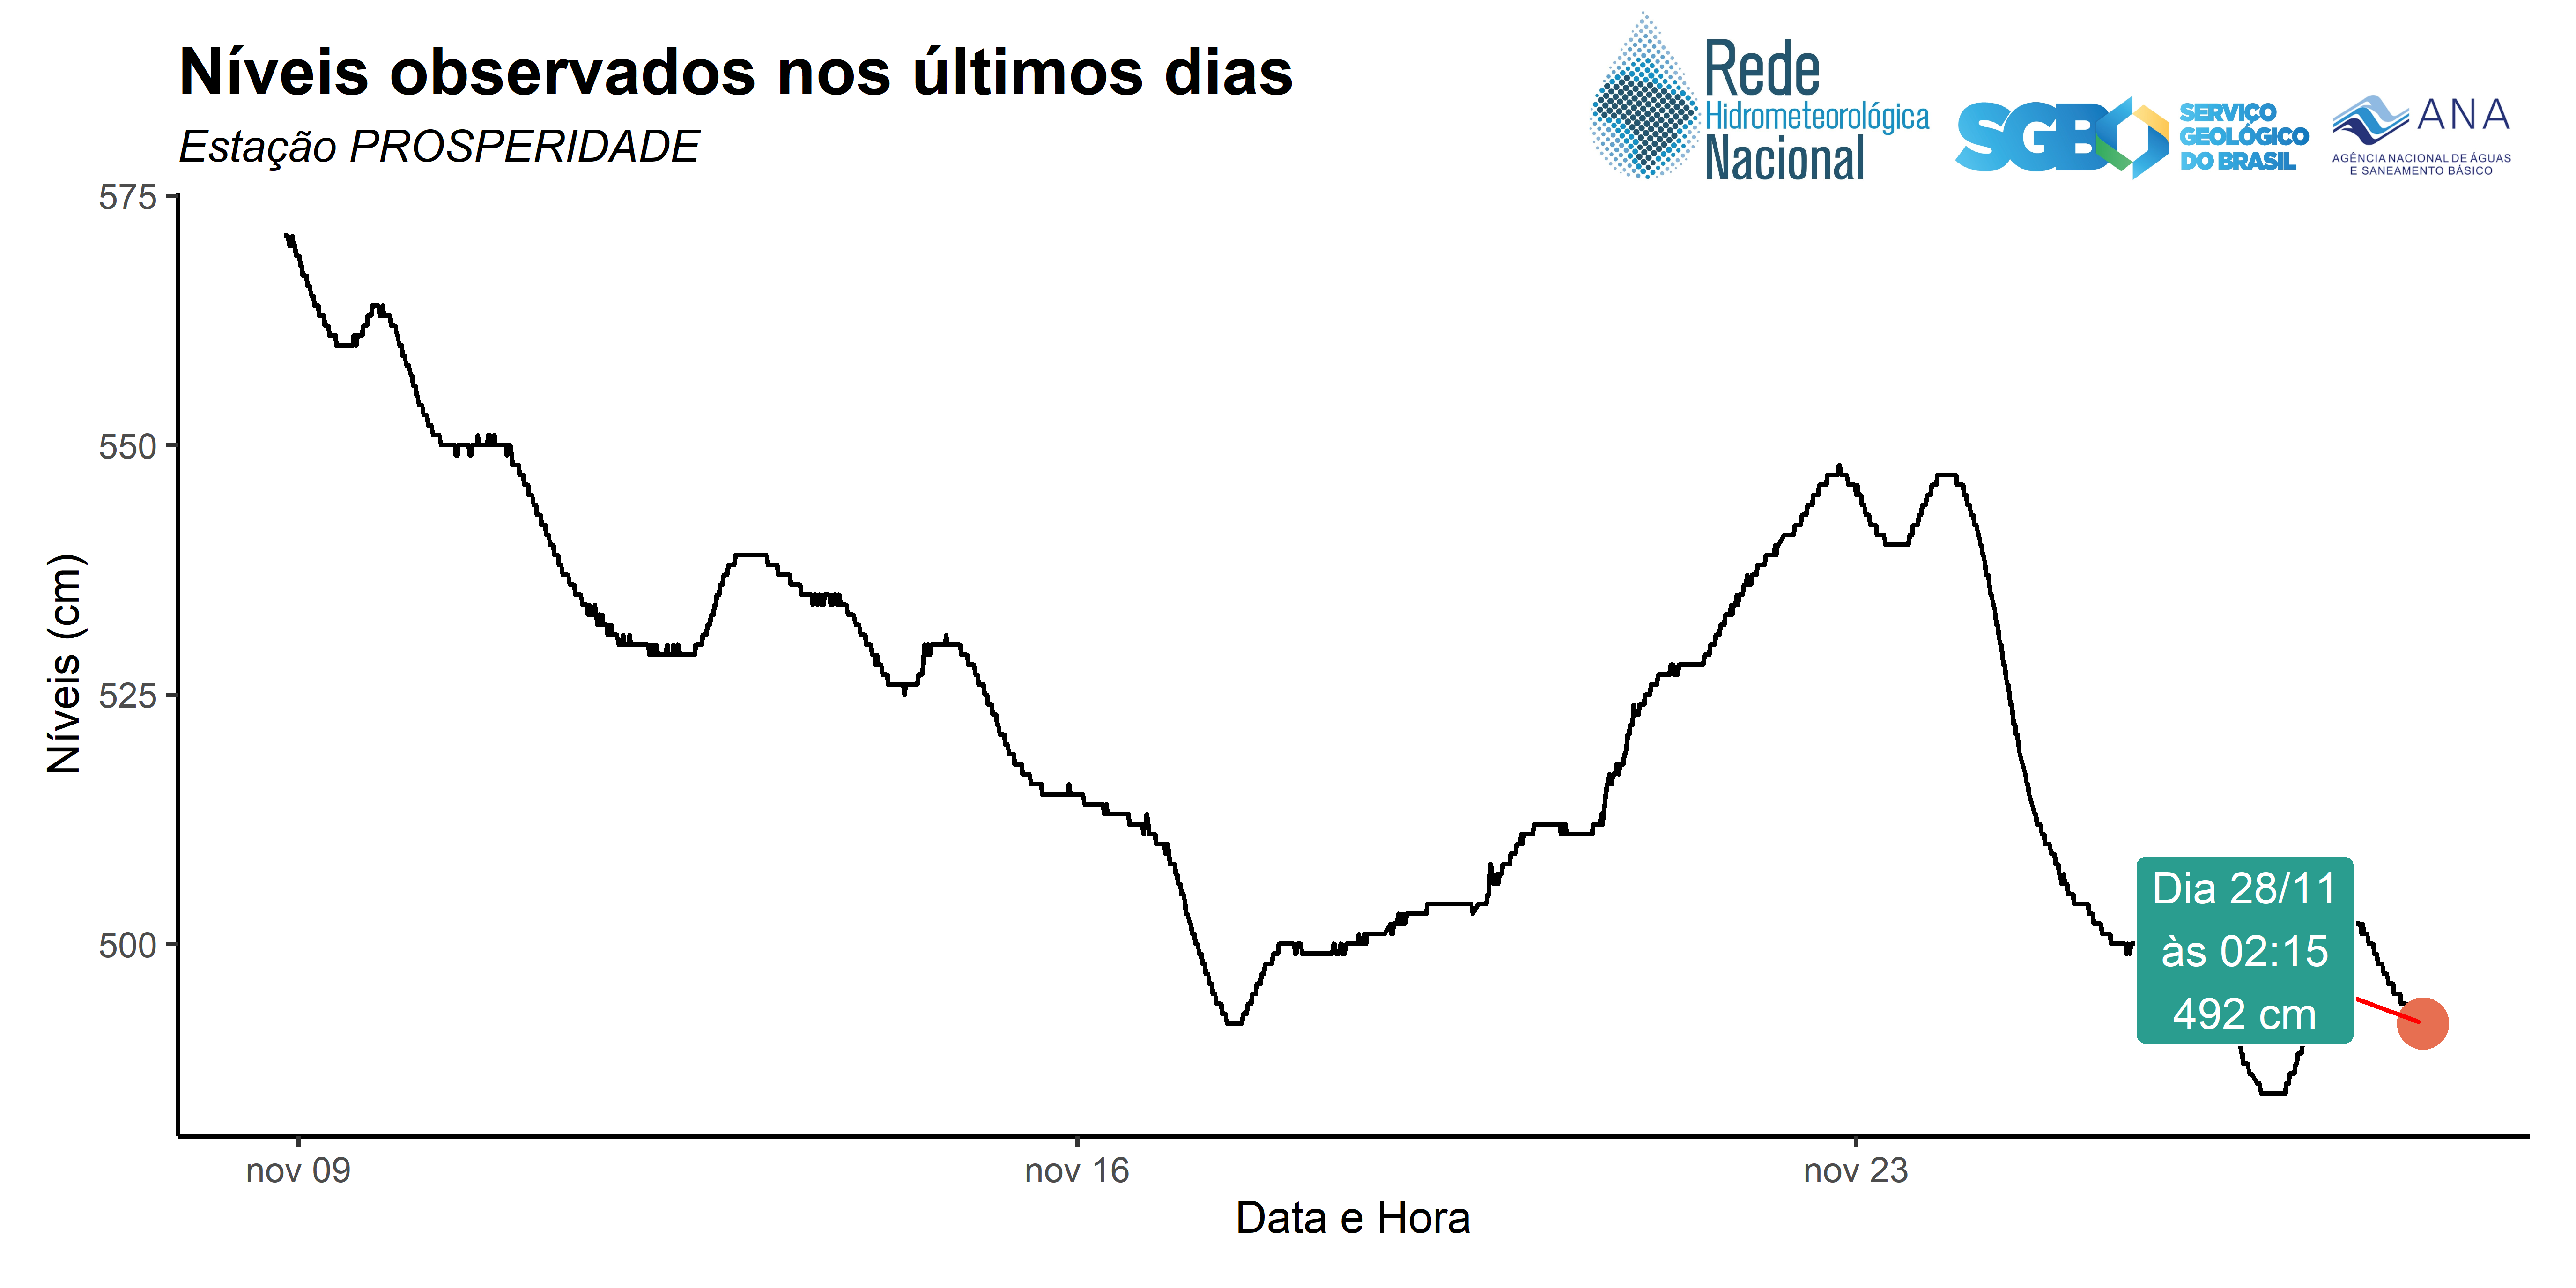 Níveis observados nos últimos dias
Estação PROSPERIDADE
Rede
Hidrometeorológica
Nacional
SGB
SERVIÇO
GEOLÓGICO
DO BRASIL
ANA
AGÊNCIA NACIONAL DE ÁGUAS
E SANEAMENTO BÁSICO
575
550
525
500
Níveis (cm)
Dia 28/11
às 02:15
492 cm
nov 09
nov 16
nov 23
Data e Hora